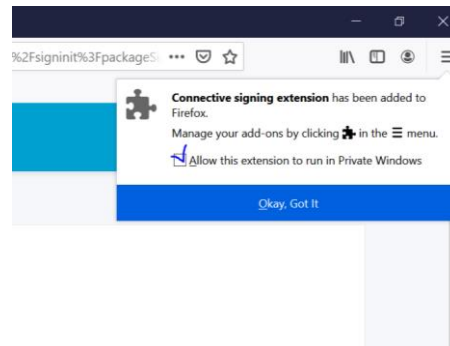 %2Fsigninit%3FpackageS
Connective signing extension has been added to
Firefox.
Manage your add-ons by clicking in the ☰ menu.
Allow this extension to run in Private Windows
Okay, Got It